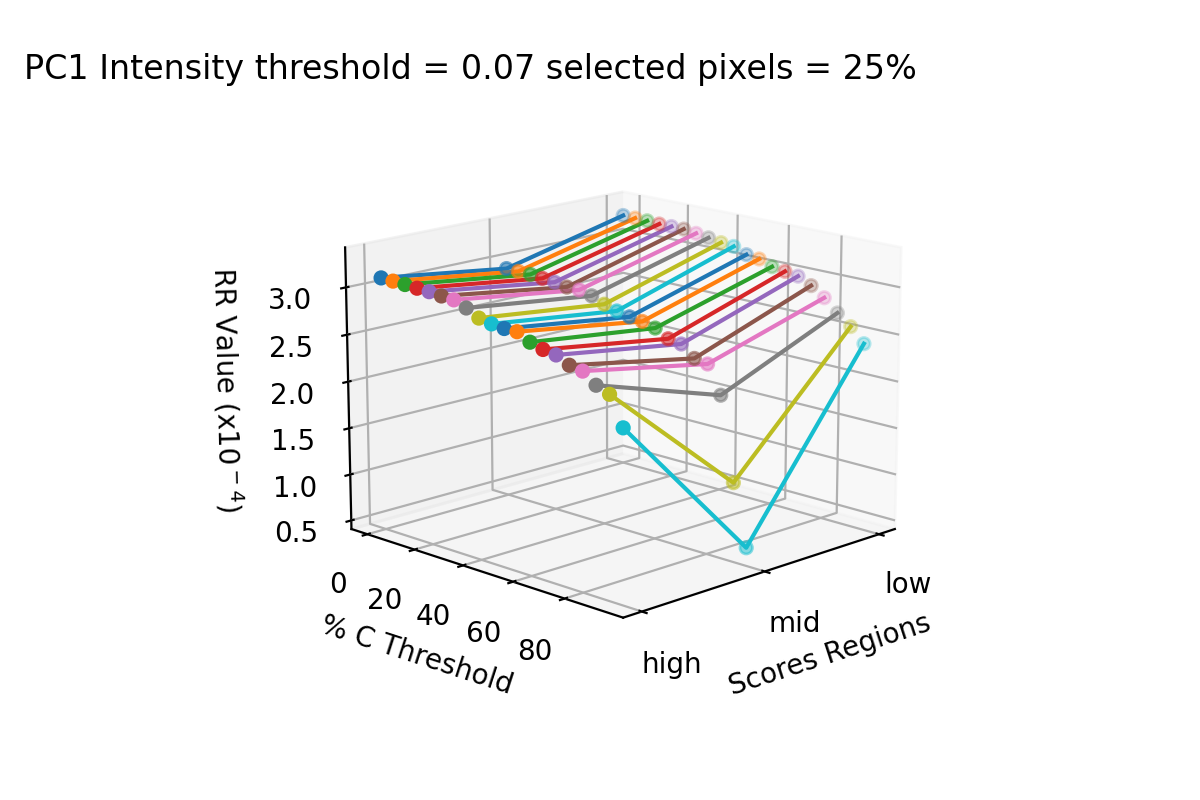 PC1 Intensity threshold = 0.07 selected pixels = 25%
RR Value (x10⁻⁴)
3.0
2.5
2.0
1.5
1.0
0.5
0
20
40
60
80
% C Threshold
high
mid
low
Scores Regions